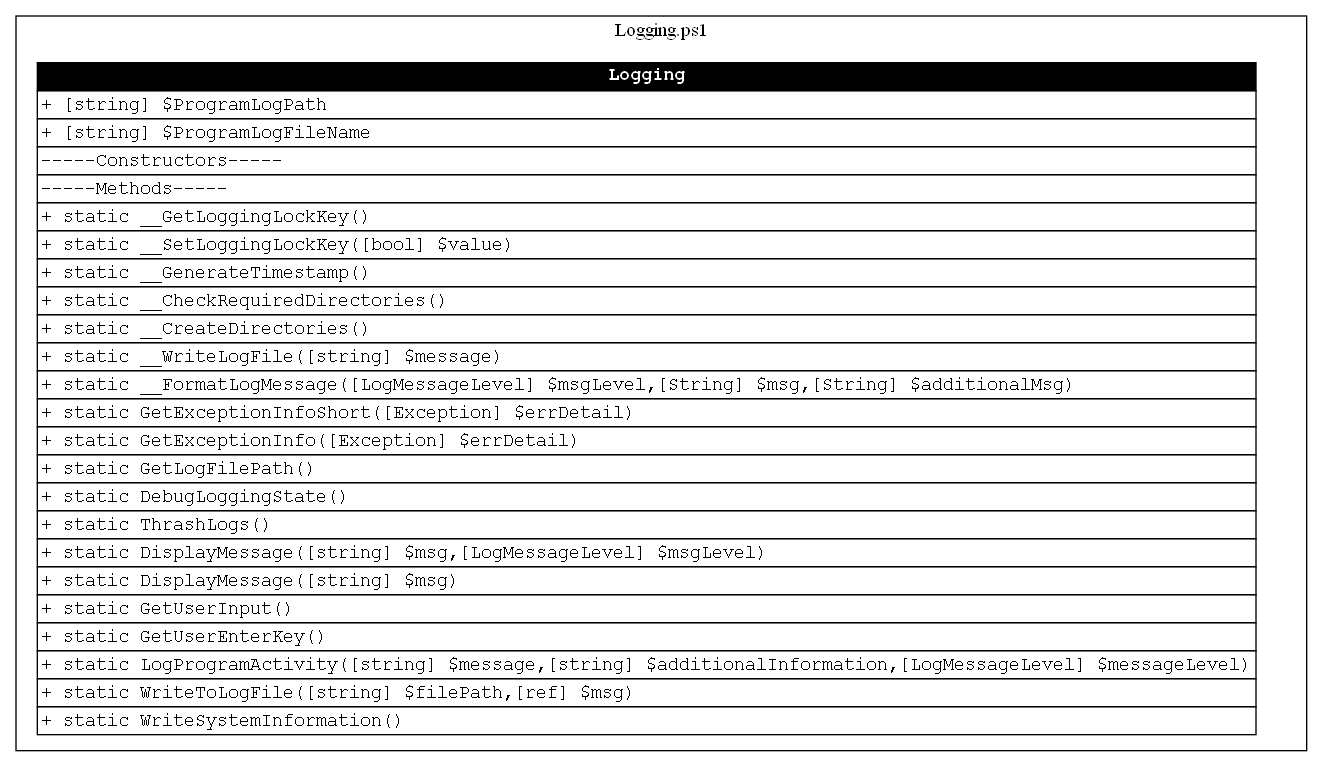 Logging.ps1
Logging
+ [string] $ProgramLogPath
+ [string] $ProgramLogFileName
-----Constructors-----
-----Methods-----
+ static __GetLoggingLockKey()
+ static __SetLoggingLockKey([bool] $value)
+ static __GenerateTimestamp()
+ static __CheckRequiredDirectories()
+ static __CreateDirectories()
+ static __WriteLogFile([string] $message)
+ static __FormatLogMessage([LogMessageLevel] $msgLevel,[String] $msg,[String] $additionalMsg)
+ static GetExceptionInfoShort([Exception] $errDetail)
+ static GetExceptionInfo([Exception] $errDetail)
+ static GetLogFilePath()
+ static DebugLoggingState()
+ static ThrashLogs()
+ static DisplayMessage([string] $msg,[LogMessageLevel] $msgLevel)
+ static DisplayMessage([string] $msg)
+ static GetUserInput()
+ static GetUserEnterKey()
+ static LogProgramActivity([string] $message,[string] $additionalInformation,[LogMessageLevel] $messageLevel)
+ static WriteToLogFile([string] $filePath,[ref] $msg)
+ static WriteSystemInformation()